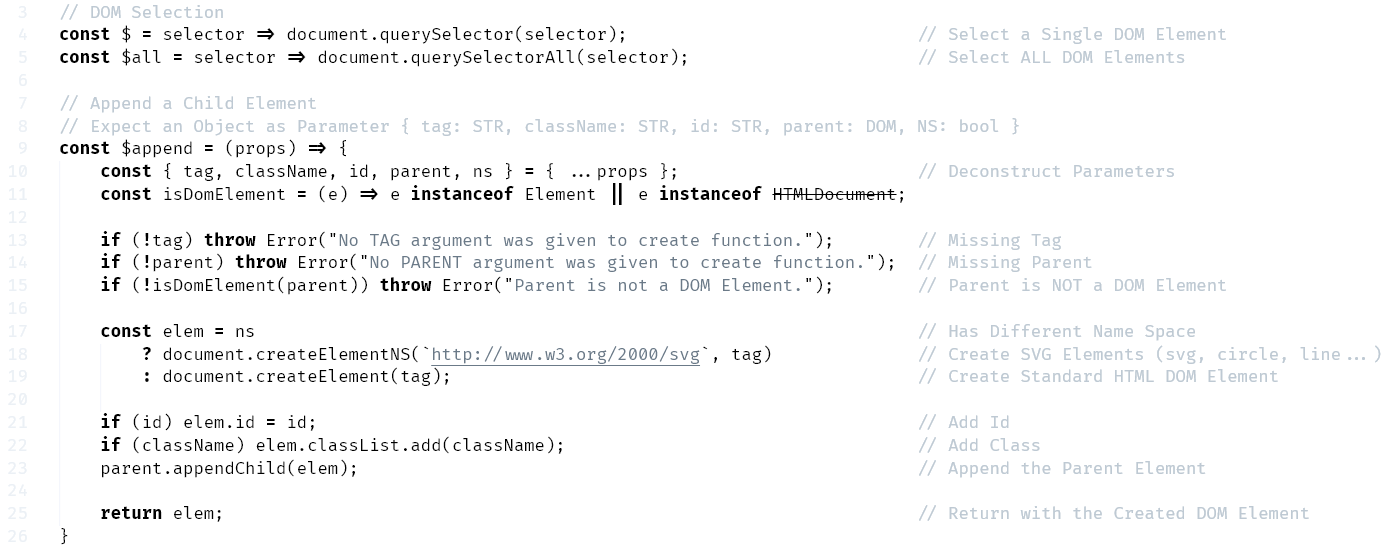 3 // DOM Selection
4 const $ = selector => document.querySelector(selector); // Select a Single DOM Element
5 const $all = selector => document.querySelectorAll(selector); // Select ALL DOM Elements
6
7 // Append a Child Element
8 // Expect an Object as Parameter { tag: STR, className: STR, id: STR, parent: DOM, NS: bool }
9 const $append = (props) => {
10 const { tag, className, id, parent, ns } = { ...props }; // Deconstruct Parameters
11 const isDomElement = (e) => e instanceof Element || e instanceof HTMLDocument;
12
13 if (!tag) throw Error("No TAG argument was given to create function."); // Missing Tag
14 if (!parent) throw Error("No PARENT argument was given to create function."); // Missing Parent
15 if (!isDomElement(parent)) throw Error("Parent is not a DOM Element."); // Parent is NOT a DOM Element
16
17 const elem = ns // Has Different Name Space
18 ? document.createElementNS(`http://www.w3.org/2000/svg`, tag) // Create SVG Elements (svg, circle, line...)
19 : document.createElement(tag); // Create Standard HTML DOM Element
20
21 if (id) elem.id = id; // Add Id
22 if (className) elem.classList.add(className); // Add Class
23 parent.appendChild(elem); // Append the Parent Element
24
25 return elem; // Return with the Created DOM Element
26 }